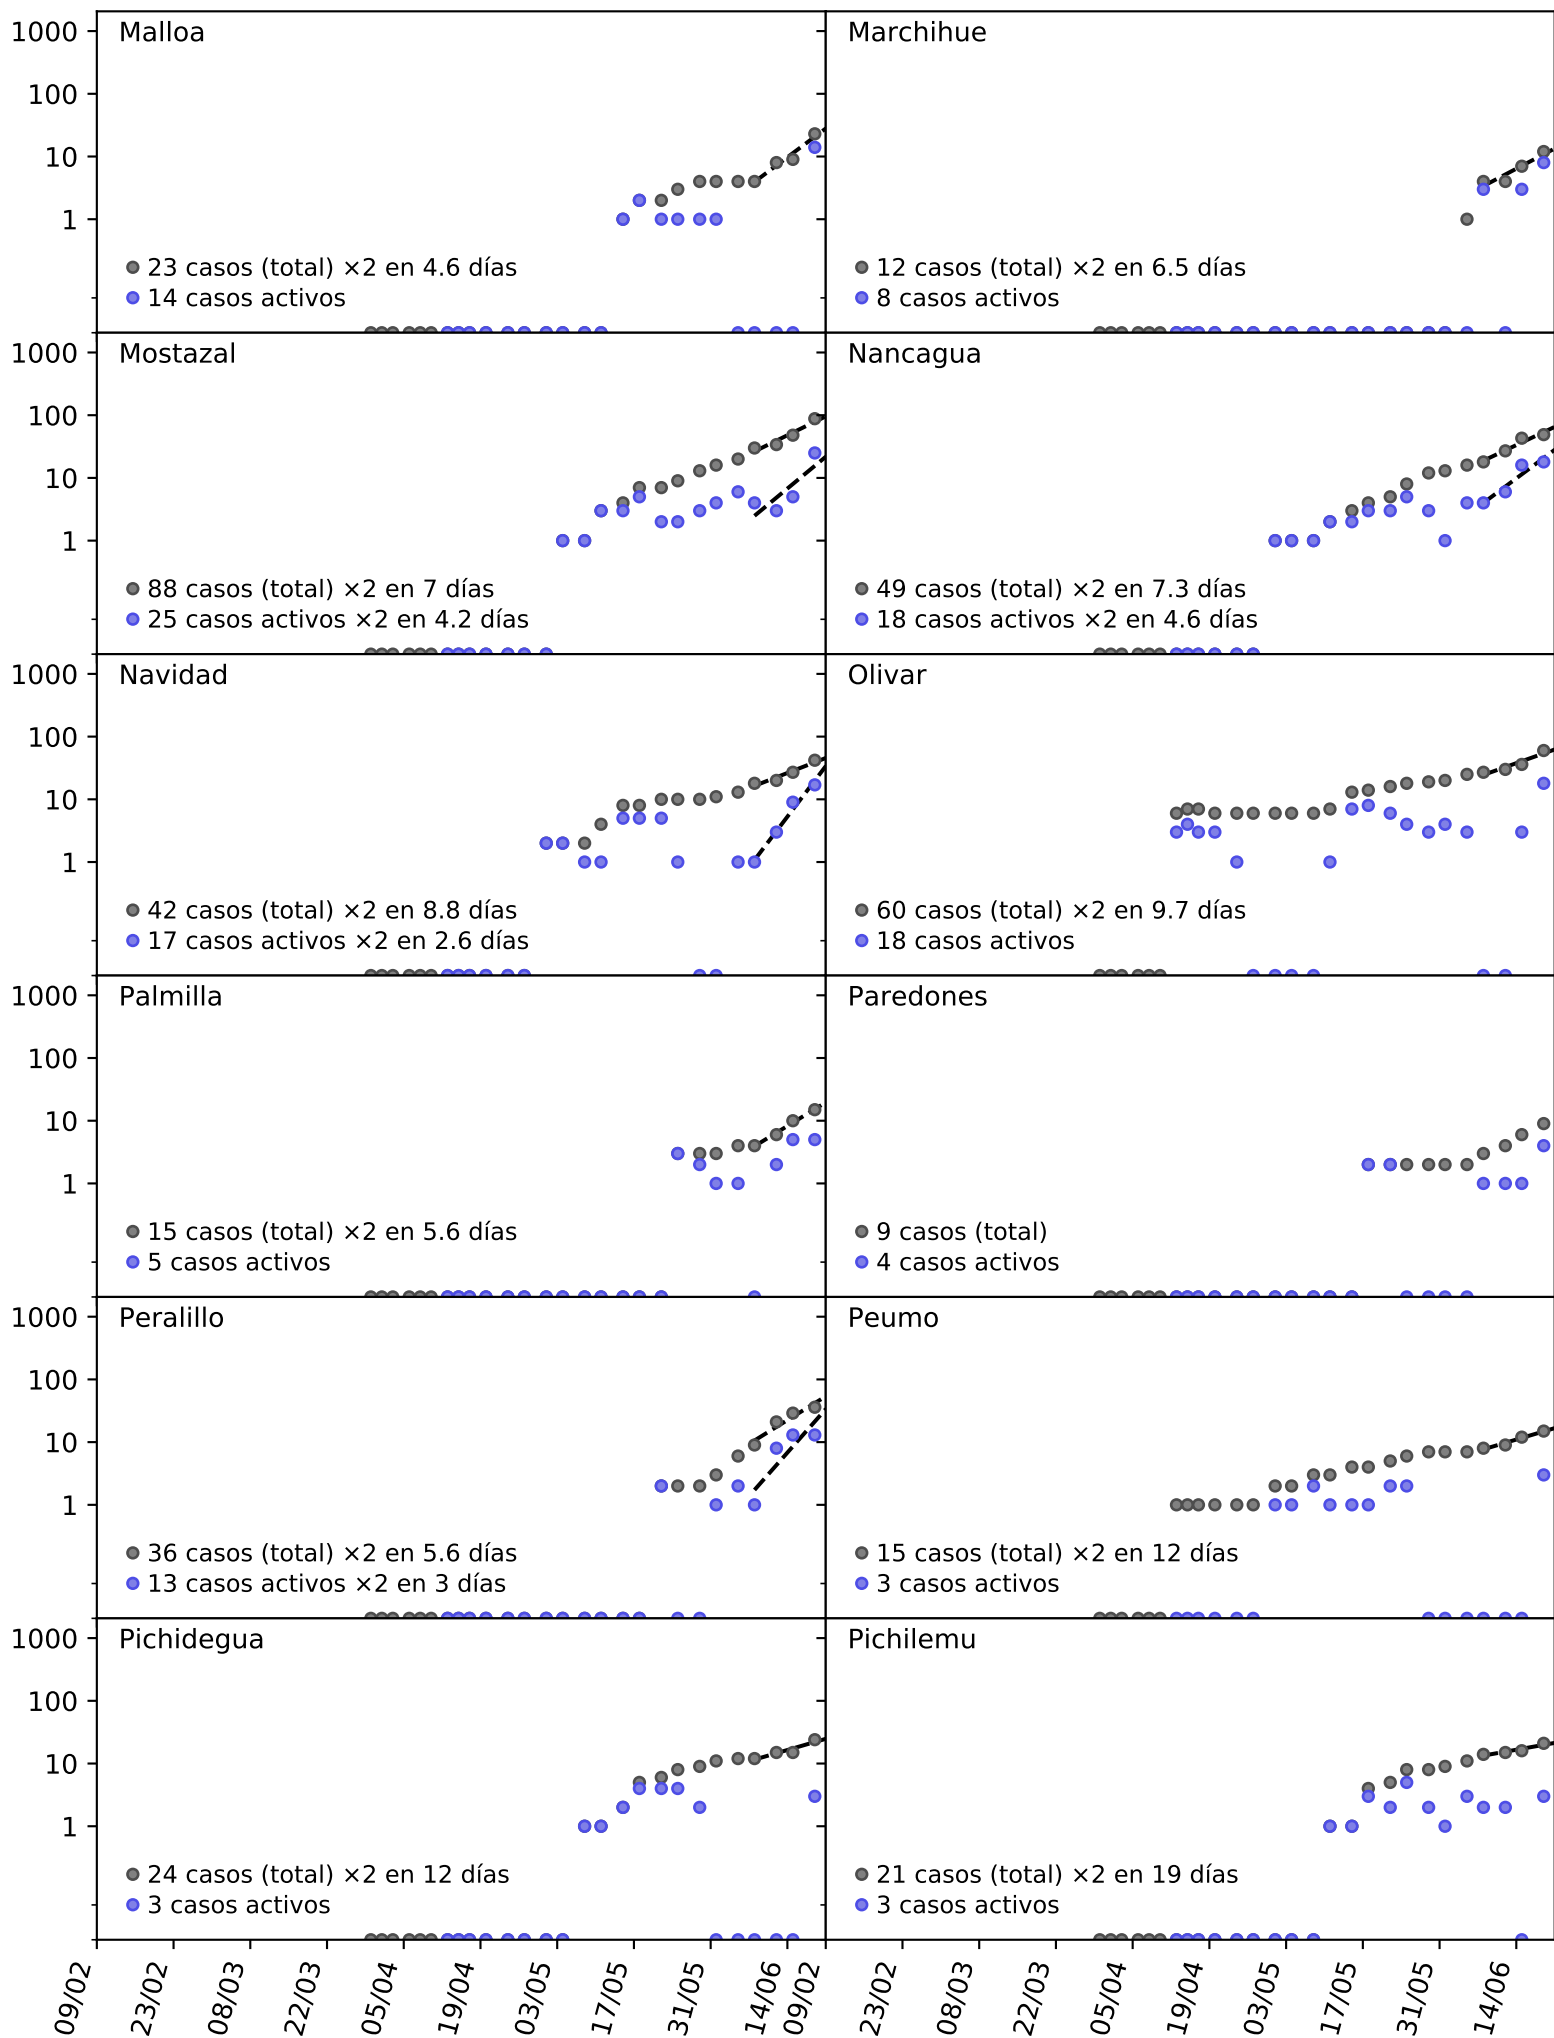 Malloa
1000
100
10
1
23 casos (total) ×2 en 4.6 días
14 casos activos
Marchihue
12 casos (total) ×2 en 6.5 días
8 casos activos
Mostazal
1000
100
10
1
88 casos (total) ×2 en 7 días
25 casos activos ×2 en 4.2 días
Nancagua
49 casos (total) ×2 en 7.3 días
18 casos activos ×2 en 4.6 días
Navidad
1000
100
10
1
42 casos (total) ×2 en 8.8 días
17 casos activos ×2 en 2.6 días
Olivar
60 casos (total) ×2 en 9.7 días
18 casos activos
Palmilla
1000
100
10
1
15 casos (total) ×2 en 5.6 días
5 casos activos
Paredones
9 casos (total)
4 casos activos
Peralillo
1000
100
10
1
36 casos (total) ×2 en 5.6 días
13 casos activos ×2 en 3 días
Peumo
15 casos (total) ×2 en 12 días
3 casos activos
Pichidegua
1000
100
10
1
24 casos (total) ×2 en 12 días
3 casos activos
Pichilemu
21 casos (total) ×2 en 19 días
3 casos activos
09/02
23/02
08/03
22/03
05/04
19/04
03/05
17/05
31/05
14/06
09/02
23/02
08/03
22/03
05/04
19/04
03/05
17/05
31/05
14/06